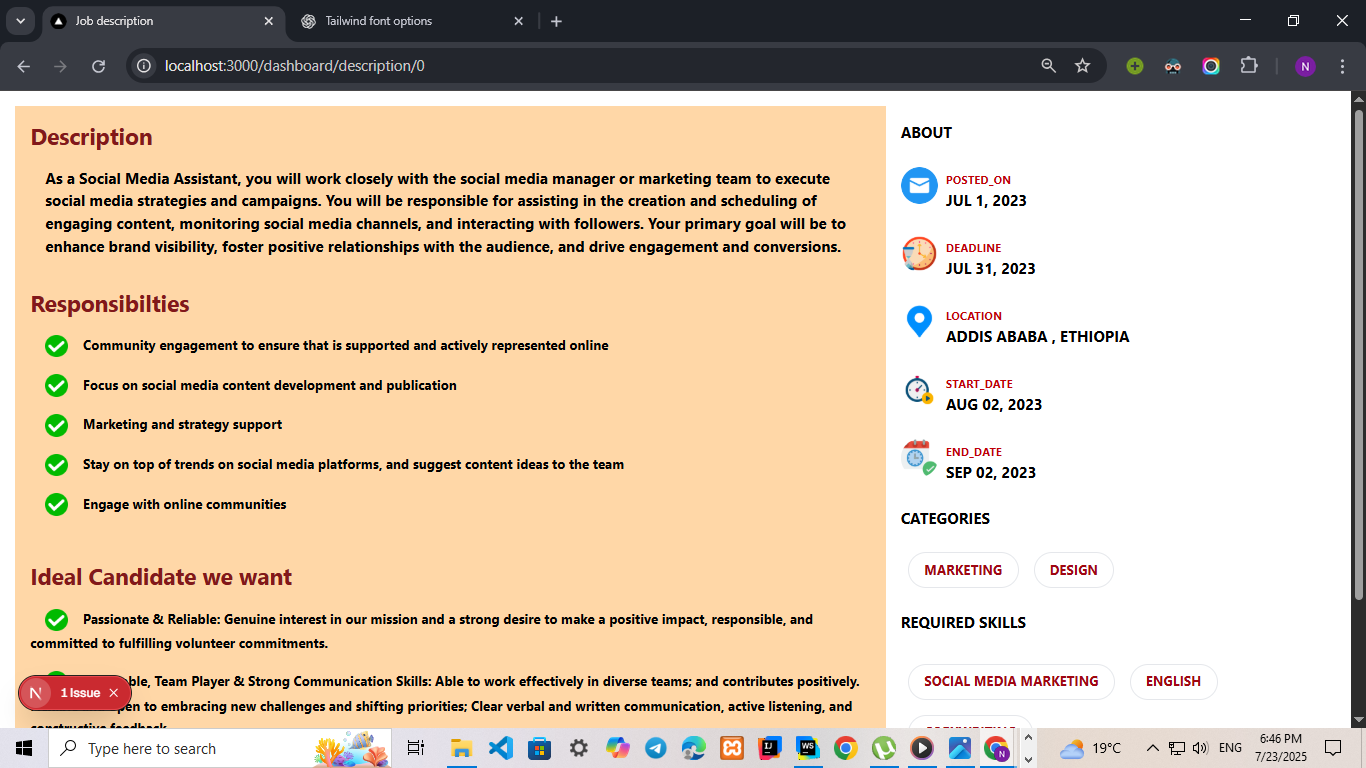 Job description
Tailwind font options
localhost:3000/dashboard/description/0
N
Description
As a Social Media Assistant, you will work closely with the social media manager or marketing team to execute
social media strategies and campaigns. You will be responsible for assisting in the creation and scheduling of
engaging content, monitoring social media channels, and interacting with followers. Your primary goal will be to
enhance brand visibility, foster positive relationships with the audience, and drive engagement and conversions.
Responsibilties
Community engagement to ensure that is supported and actively represented online
Focus on social media content development and publication
Marketing and strategy support
Stay on top of trends on social media platforms, and suggest content ideas to the team
Engage with online communities
Ideal Candidate we want
Passionate & Reliable: Genuine interest in our mission and a strong desire to make a positive impact, responsible, and
committed to fulfilling volunteer commitments.
Team Player & Strong Communication Skills: Able to work effectively in diverse teams; and contributes positively.
to embracing new challenges and shifting priorities; Clear verbal and written communication, active listening, and
constructive feedback
N 1 Issue
ABOUT
POSTED_ON
JUL 1, 2023
DEADLINE
JUL 31, 2023
LOCATION
ADDIS ABABA , ETHIOPIA
START_DATE
AUG 02, 2023
END_DATE
SEP 02, 2023
CATEGORIES
MARKETING
DESIGN
REQUIRED SKILLS
SOCIAL MEDIA MARKETING
ENGLISH
Type here to search
19°C
ENG
6:46 PM
7/23/2025